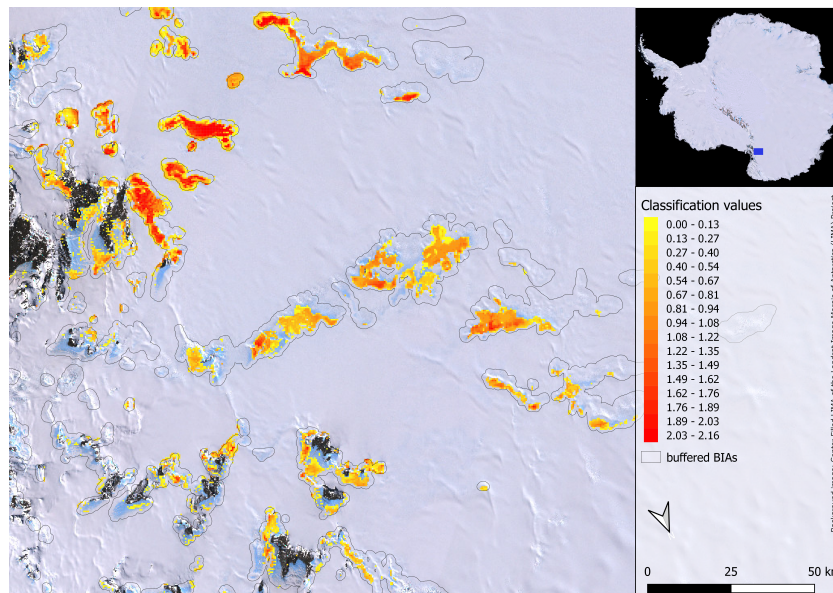 Classification values
0.00 - 0.13
0.13 - 0.27
0.27 - 0.40
0.40 - 0.54
0.54 - 0.67
0.67 - 0.81
0.81 - 0.94
0.94 - 1.08
1.08 - 1.22
1.22 - 1.35
1.35 - 1.49
1.49 - 1.62
1.62 - 1.76
1.76 - 1.89
1.89 - 2.03
2.03 - 2.16
buffered BIAs
0 25 50 km